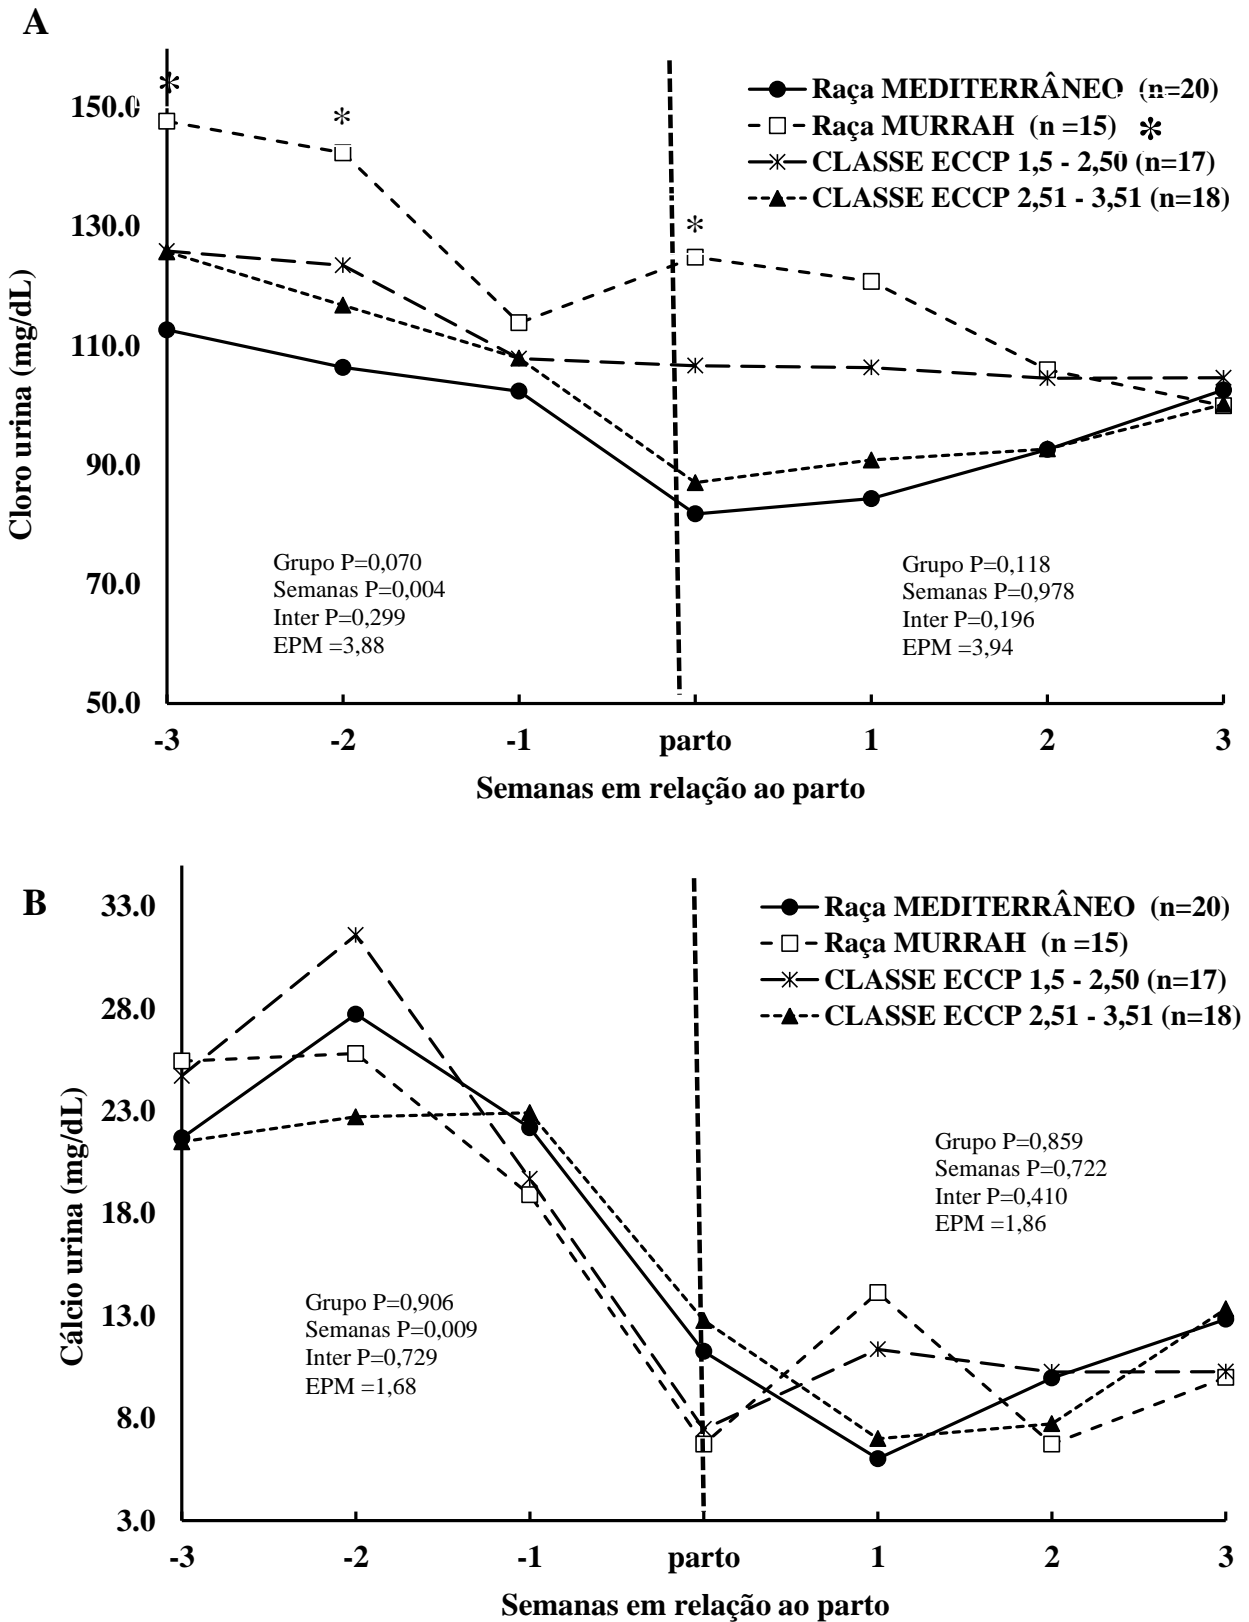 A
Raça MEDITERRÂNEO (n=20)
Raça MURRAH (n =15) *
CLASSE ECCP 1,5 - 2,50 (n=17)
CLASSE ECCP 2,51 - 3,51 (n=18)
*
*
*
150.0
130.0
110.0
90.0
70.0
50.0
Cloro urina (mg/dL)
Grupo P=0,070
Semanas P=0,004
Inter P=0,299
EPM =3,88
Grupo P=0,118
Semanas P=0,978
Inter P=0,196
EPM =3,94
-3 -2 -1 parto 1 2 3
Semanas em relação ao parto
B
Raça MEDITERRÂNEO (n=20)
Raça MURRAH (n =15)
CLASSE ECCP 1,5 - 2,50 (n=17)
CLASSE ECCP 2,51 - 3,51 (n=18)
33.0
28.0
23.0
18.0
13.0
8.0
3.0
Cálcio urina (mg/dL)
Grupo P=0,859
Semanas P=0,722
Inter P=0,410
EPM =1,86
Grupo P=0,906
Semanas P=0,009
Inter P=0,729
EPM =1,68
-3 -2 -1 parto 1 2 3
Semanas em relação ao parto